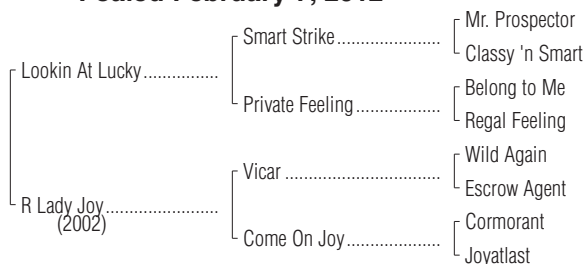 Foaled February 2012
Mr. Prospector
Smart Strike
Classy 'n Smart
Lookin At Lucky
Belong to Me
Private Feeling
Regal Feeling
Wild Again
Vicar
Escrow Agent
R Lady Joy
(2002)
Cormorant
Come On Joy
Joyatlast